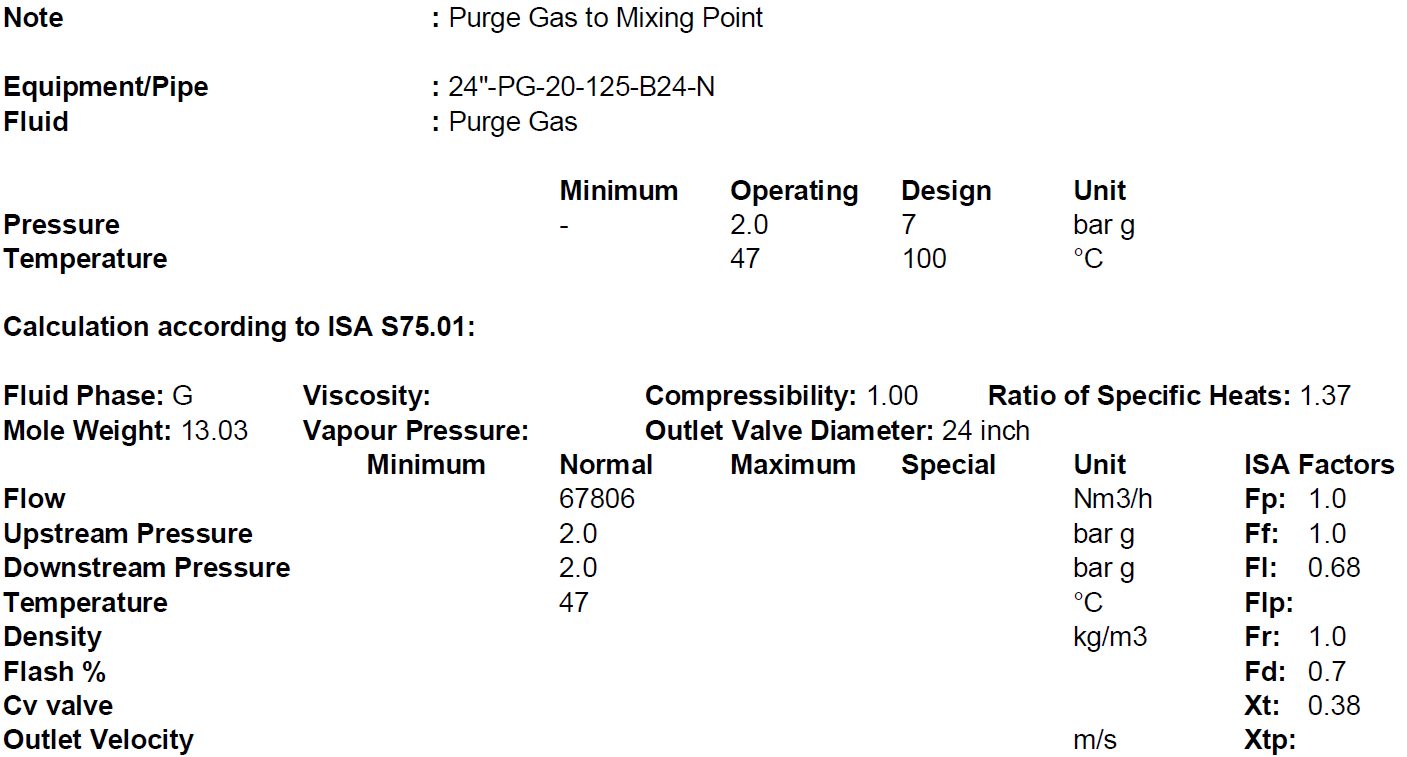 Note : Purge Gas to Mixing Point
Equipment/Pipe : 24"-PG-20-125-B24-N
Fluid : Purge Gas
Minimum Operating Design Unit
Pressure - 2.0 7 bar g
Temperature 47 100 °C
Calculation according to ISA S75.01:
Fluid Phase: G Viscosity: Compressibility: 1.00 Ratio of Specific Heats: 1.37
Mole Weight: 13.03 Vapour Pressure: Outlet Valve Diameter: 24 inch
Minimum Normal Maximum Special Unit ISA Factors
Flow 67806 Nm3/h Fp: 1.0
Upstream Pressure 2.0 bar g Ff: 1.0
Downstream Pressure 2.0 bar g Fl: 0.68
Temperature 47 °C Flp:
Density kg/m3 Fr: 1.0
Flash % Fd: 0.7
Cv valve Xt: 0.38
Outlet Velocity m/s Xtp: